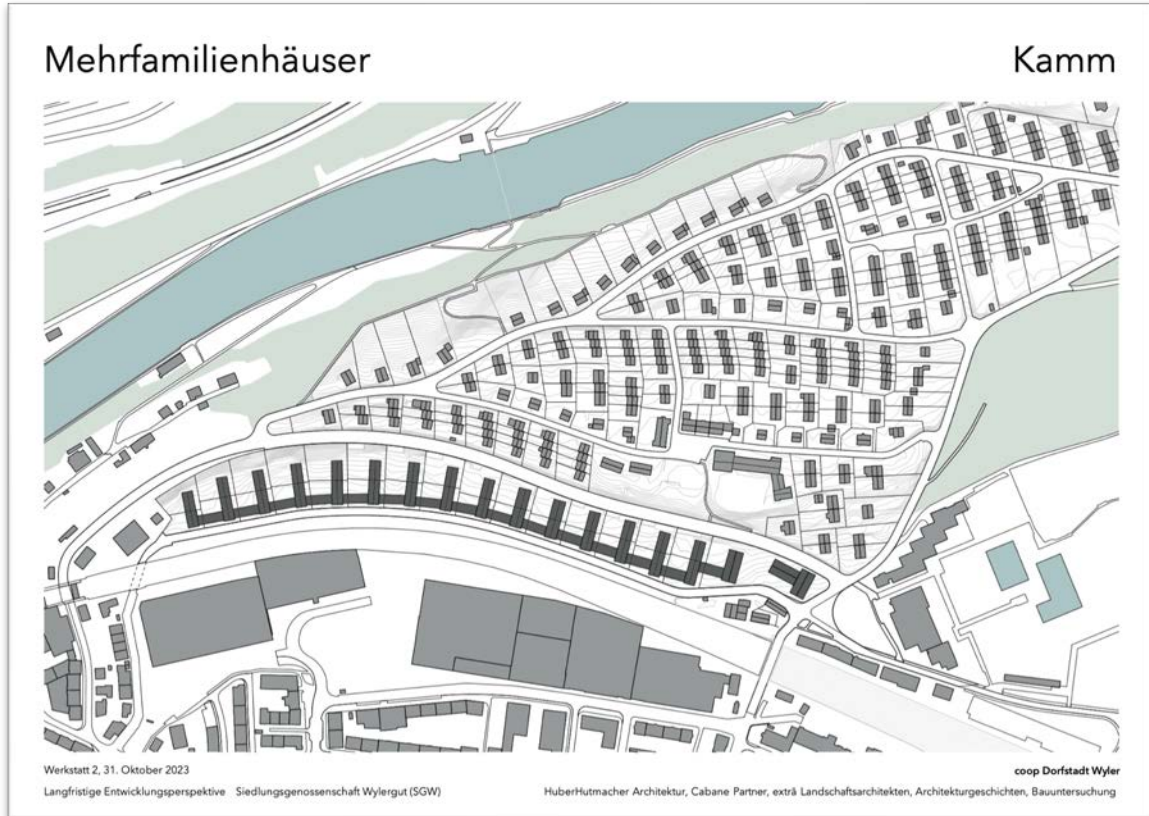 Mehrfamilienhäuser
Kamm
Werkstatt 2, 31. Oktober 2023
coop Dorfstadt Wyler
Langfristige Entwicklungsperspektive Siedlungsgenossenschaft Wylergut (SGW)
HuberHutmacher Architektur, Cabane Partner, extrā Landschaftsarchitekten, Architekturgeschichten, Bauuntersuchung